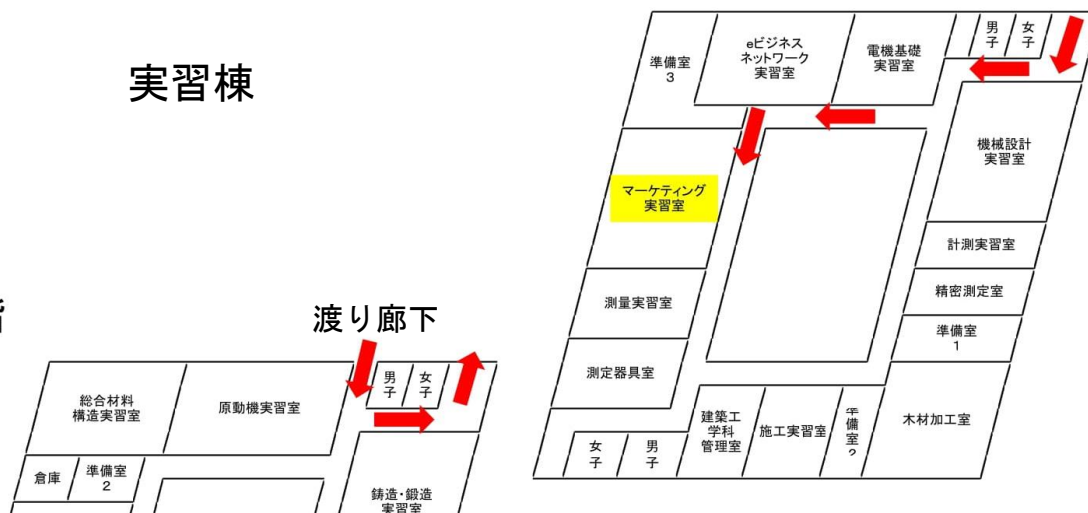 実習棟
準備室
3
eビジネス
ネットワーク
実習室
電機基礎
実習室
男
子
女
子
機械設計
実習室
マーケティング
実習室
計測実習室
測量実習室
精密測定室
準備室
1
測定器具室
建築工
学科
管理室
施工実習室
準備室
2
木材加工室
女
子
男
子
階
渡り廊下
総合材料
構造実習室
原動機実習室
男
子
女
子
倉庫
準備室
2
鋳造・鍛造
実習室